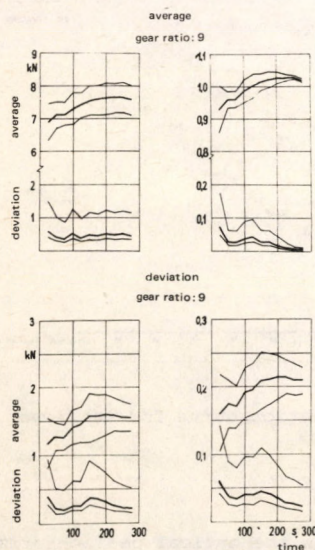 average
gear ratio: 9
9
kN
8
7
6
2
1
average
deviation
1,1
1,0
0,9
0,8
0,2
0,1
deviation
gear ratio: 9
3
kN
2
1
average
deviation
100 200 300
0,3
0,2
0,1
100 200 s 300
time